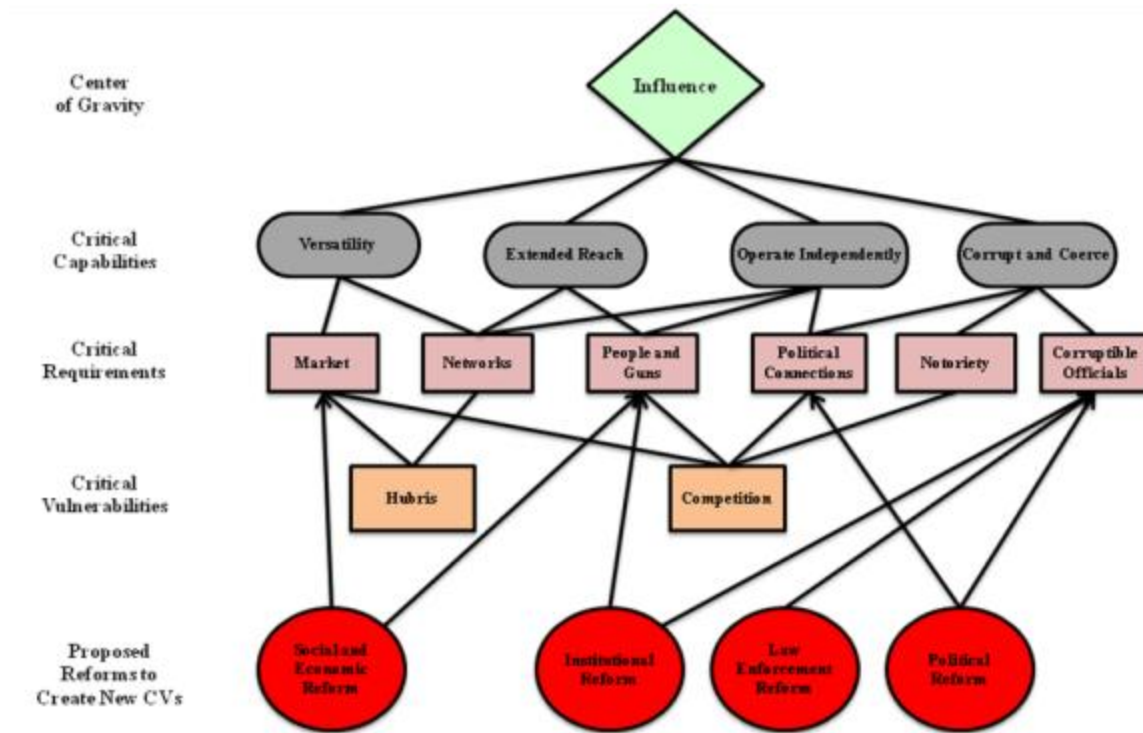 Center
of Gravity
Influence
Critical
Capabilities
Versatility
Extended Reach
Operate Independently
Corrupt and Coerce
Critical
Requirements
Market
Networks
People and
Guns
Political
Connections
Notoriety
Corruptible
Officials
Critical
Vulnerabilities
Hubris
Competition
Proposed
Reforms to
Create New CVs
Social and
Economic
Reform
Institutional
Reform
Law
Enforcement
Reform
Political
Reform